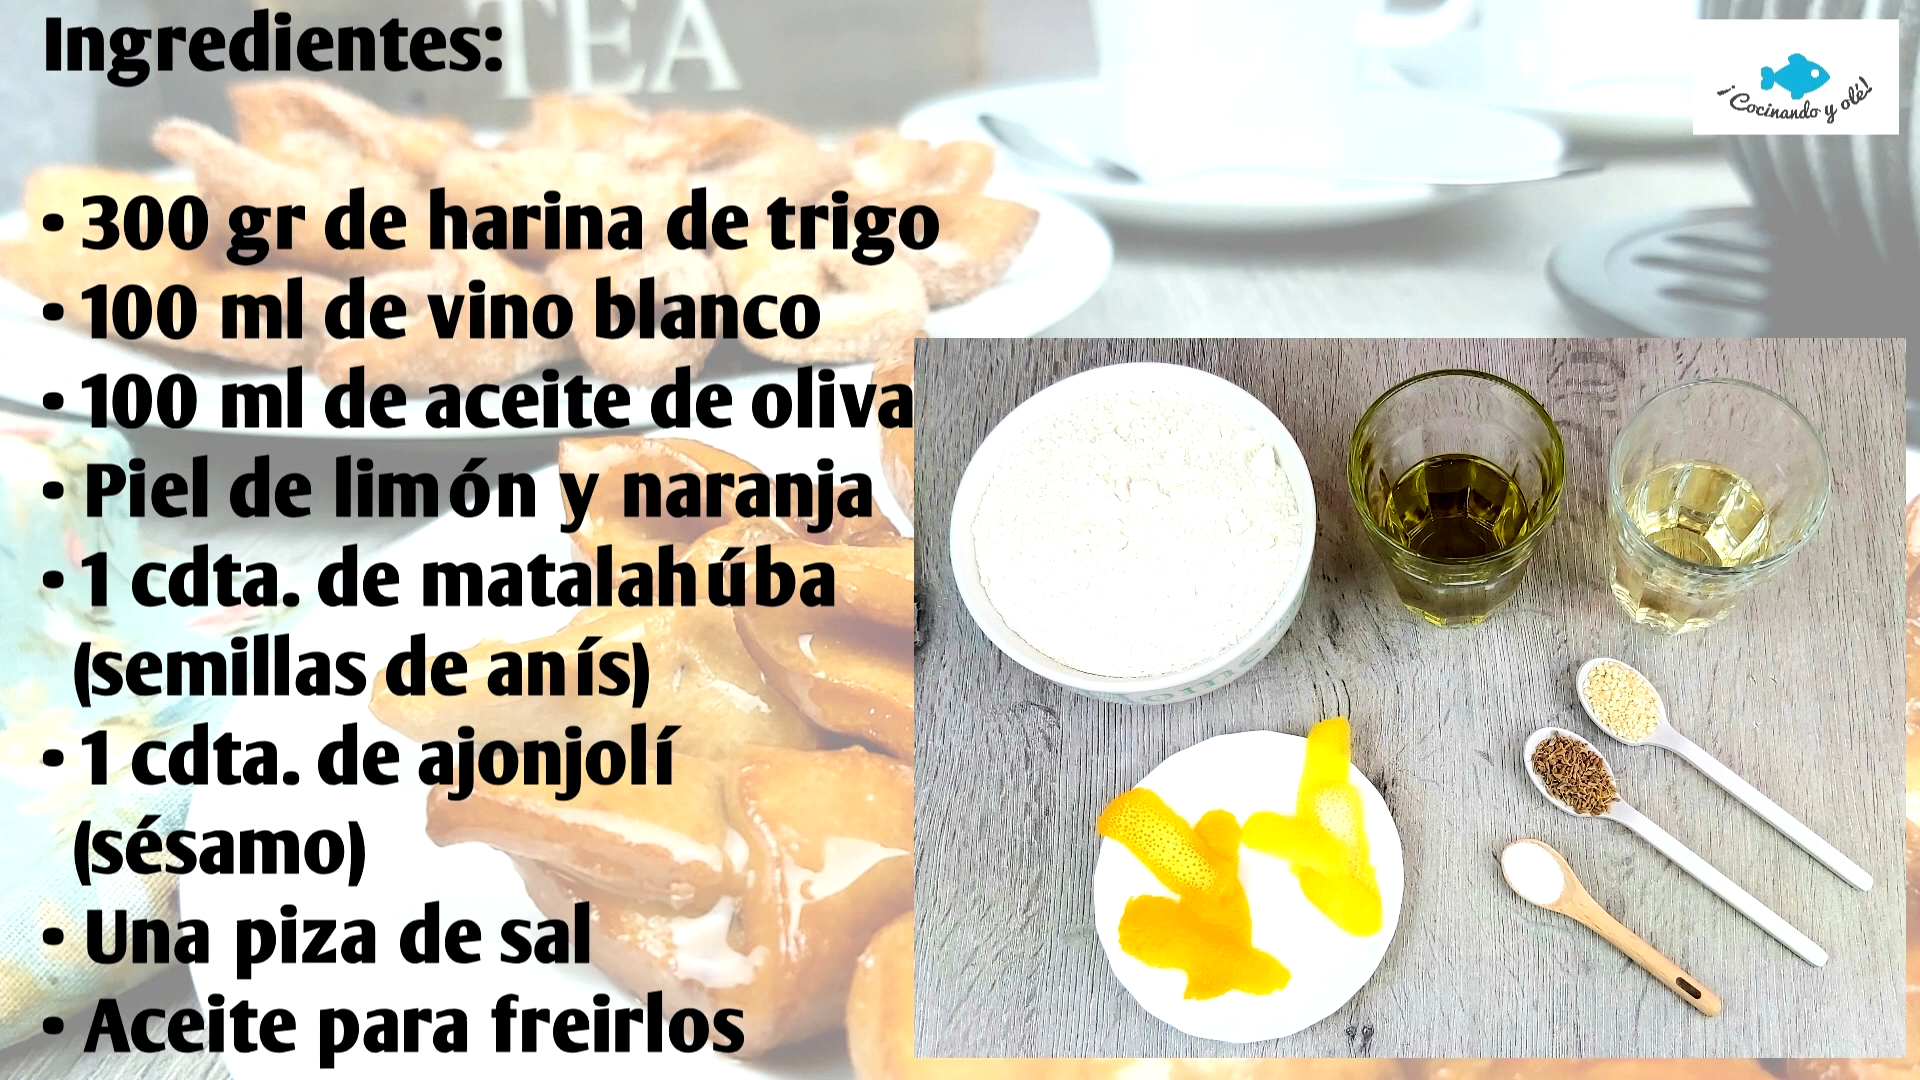 Ingredientes:
TEA
¡Cocinando y olé!
• 300 gr de harina de trigo
• 100 ml de vino blanco
• 100 ml de aceite de oliva
• Piel de limón y naranja
• 1 cdta. de matalahúba
(semillas de anís)
• 1 cdta. de ajonjolí
(sésamo)
• Una piza de sal
• Aceite para freirlos